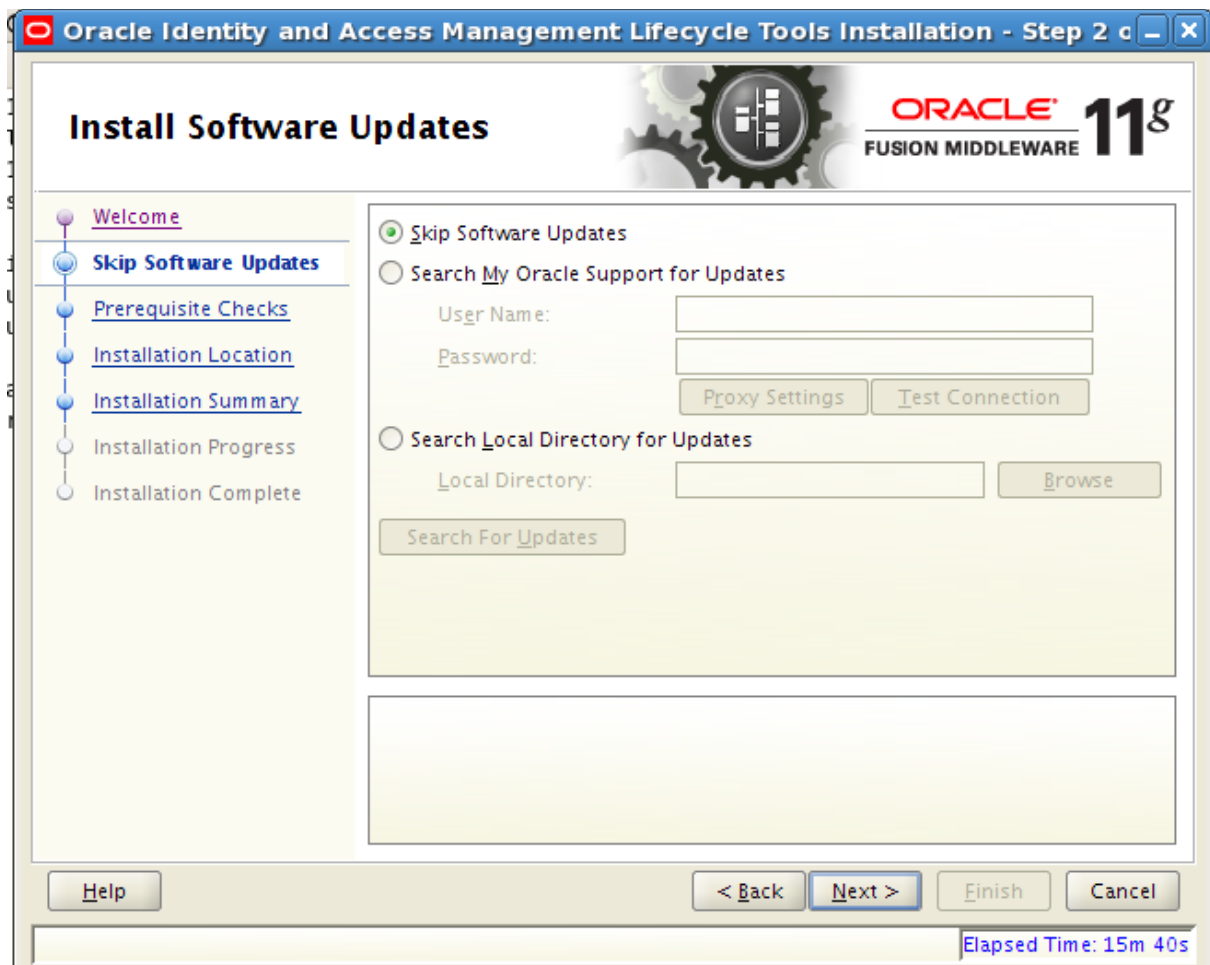 Oracle Identity and Access Management Lifecycle Tools Installation - Step 2 o
Install Software Updates
ORACLE
FUSION MIDDLEWARE
11g
Welcome
Skip Software Updates
Prerequisite Checks
Installation Location
Installation Summary
Installation Progress
Installation Complete
Skip Software Updates
Search My Oracle Support for Updates
User Name:
Password:
Proxy Settings
Test Connection
Search Local Directory for Updates
Local Directory:
Browse
Search For Updates
Help
< Back
Next >
Finish
Cancel
Elapsed Time: 15m 40s